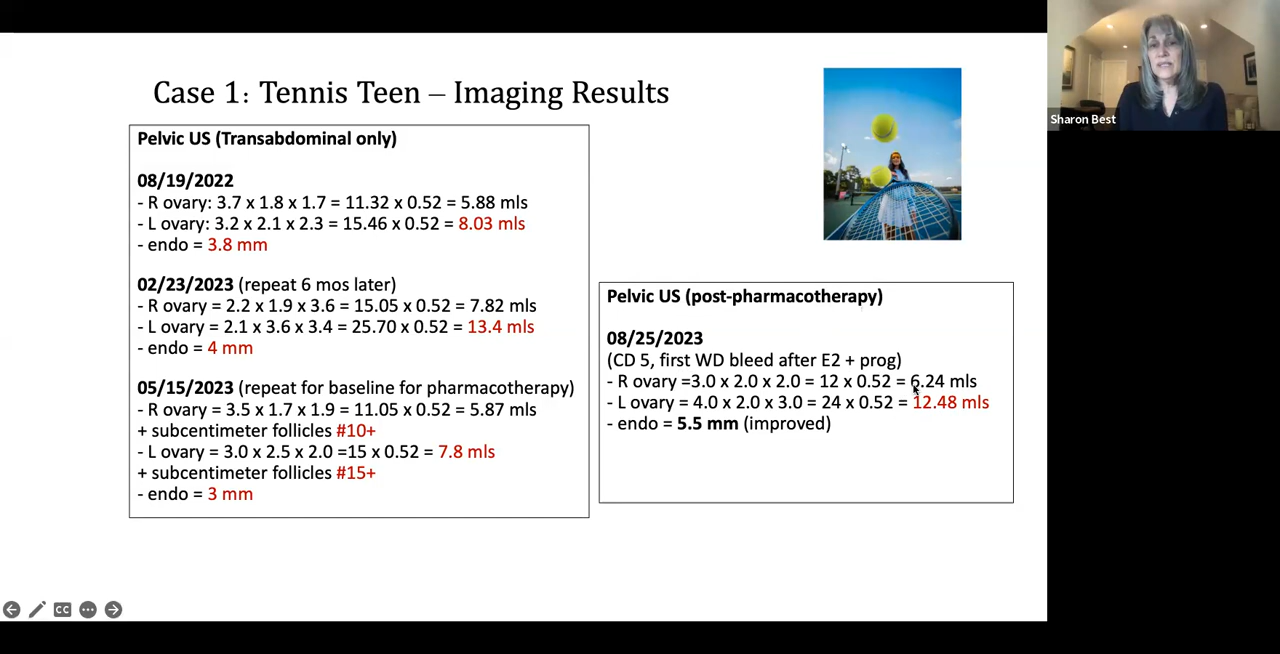 Case 1: Tennis Teen – Imaging Results
Pelvic US (Transabdominal only)
08/19/2022
- R ovary: 3.7 x 1.8 x 1.7 = 11.32 x 0.52 = 5.88 mls
- L ovary: 3.2 x 2.1 x 2.3 = 15.46 x 0.52 = 8.03 mls
- endo = 3.8 mm
02/23/2023 (repeat 6 mos later)
- R ovary = 2.2 x 1.9 x 3.6 = 15.05 x 0.52 = 7.82 mls
- L ovary = 2.1 x 3.6 x 3.4 = 25.70 x 0.52 = 13.4 mls
- endo = 4 mm
05/15/2023 (repeat for baseline for pharmacotherapy)
- R ovary = 3.5 x 1.7 x 1.9 = 11.05 x 0.52 = 5.87 mls
+ subcentimeter follicles #10+
- L ovary = 3.0 x 2.5 x 2.0 =15 x 0.52 = 7.8 mls
+ subcentimeter follicles #15+
- endo = 3 mm
Pelvic US (post-pharmacotherapy)
08/25/2023
(CD 5, first WD bleed after E2 + prog)
- R ovary =3.0 x 2.0 x 2.0 = 12 x 0.52 = 6.24 mls
- L ovary = 4.0 x 2.0 x 3.0 = 24 x 0.52 = 12.48 mls
- endo = 5.5 mm (improved)
Sharon Best
CC